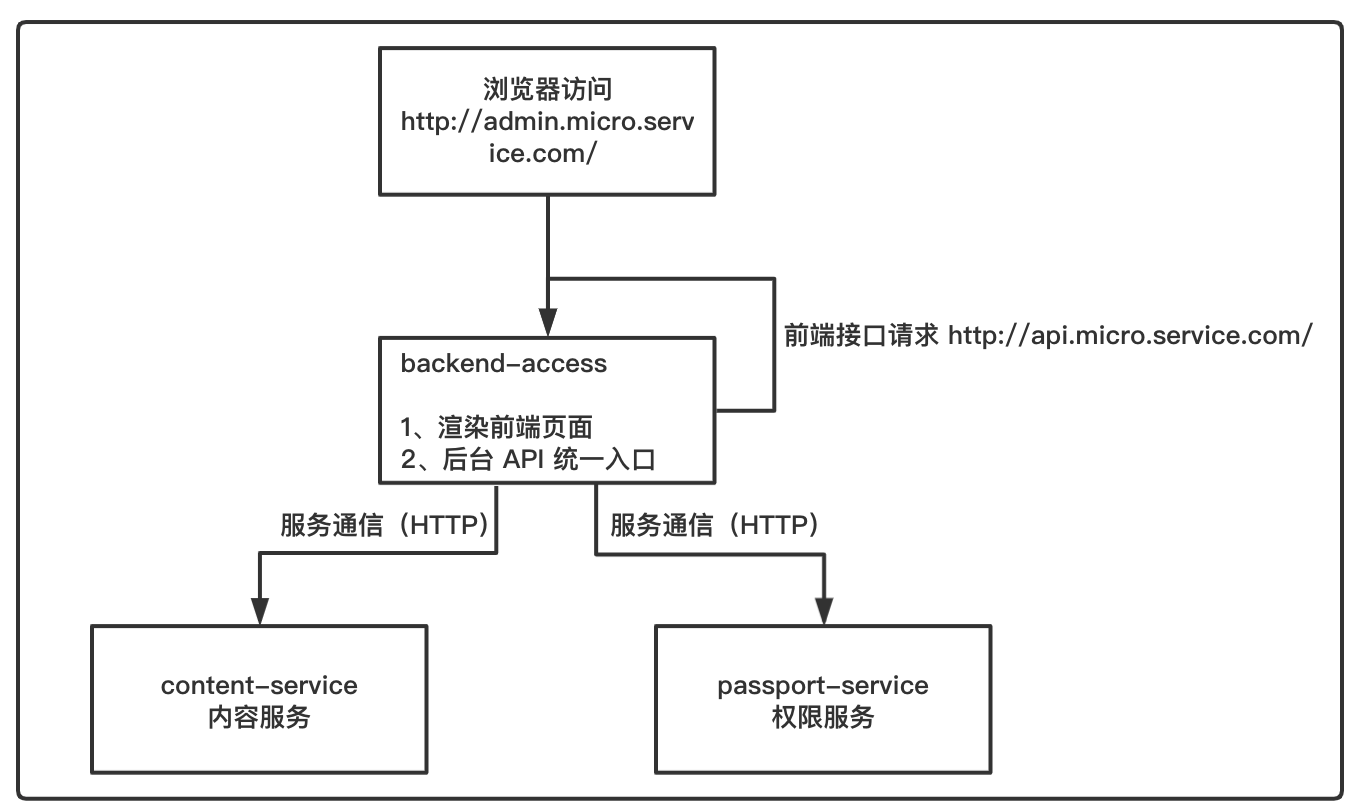 浏览器访问
http://admin.micro.serv
ice.com/
前端接口请求 http://api.micro.service.com/
backend-access
1、渲染前端页面
2、后台 API 统一入口
服务通信（HTTP）
服务通信（HTTP）
content-service
内容服务
passport-service
权限服务